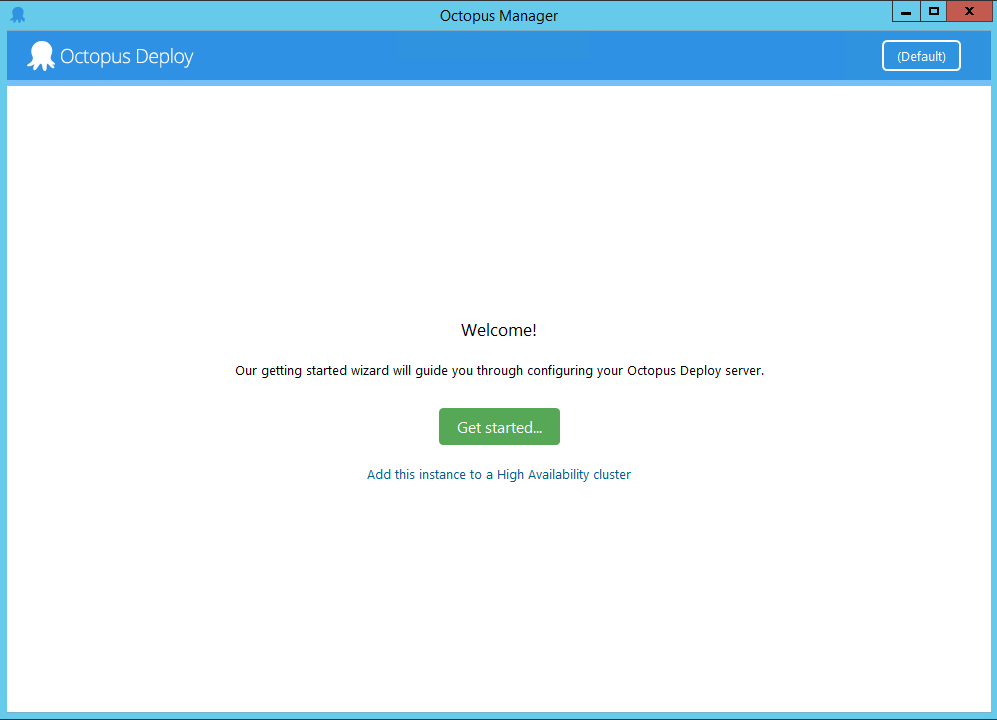 Octopus Manager
Octopus Deploy
(Default)
Welcome!
Our getting started wizard will guide you through configuring your Octopus Deploy server.
Get started...
Add this instance to a High Availability cluster